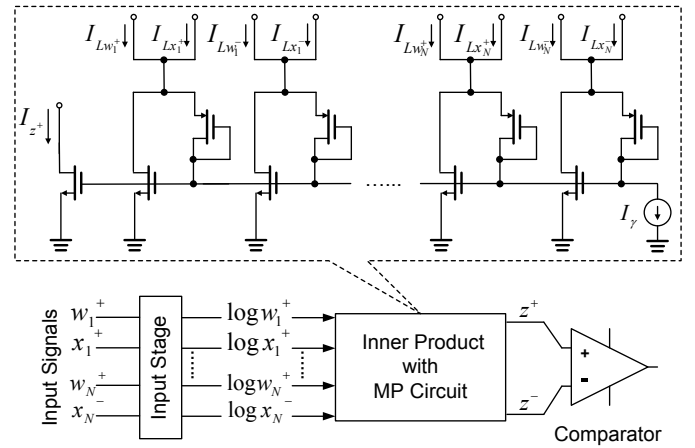 I_{Lw_1^+} I_{Lx_1^+} I_{Lw_1^-} I_{Lx_1^-} I_{Lw_N^+} I_{Lx_N^+} I_{Lw_N^-} I_{Lx_N^-}
I_{z^+}
......
I_γ
Input Signals
w_1^+
x_1^+
w_N^+
x_N^-
Input Stage
log w_1^+
log x_1^+
log w_N^+
log x_N^-
Inner Product
with
MP Circuit
z^+
z^-
+
-
Comparator